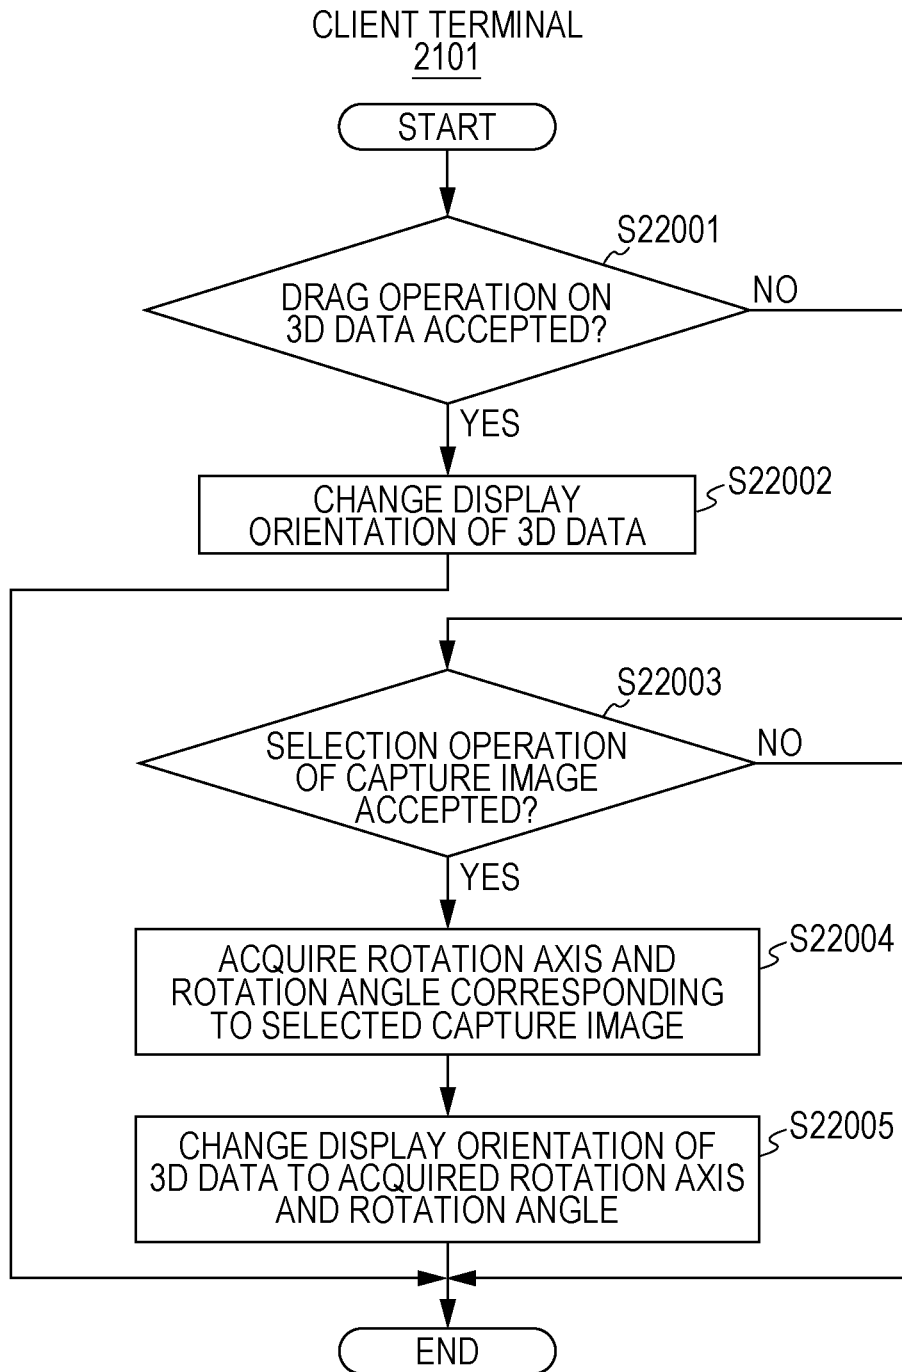 CLIENT TERMINAL
2101
START
S22001
DRAG OPERATION ON
3D DATA ACCEPTED?
NO
YES
S22002
CHANGE DISPLAY
ORIENTATION OF 3D DATA
S22003
SELECTION OPERATION
OF CAPTURE IMAGE
ACCEPTED?
NO
YES
S22004
ACQUIRE ROTATION AXIS AND
ROTATION ANGLE CORRESPONDING
TO SELECTED CAPTURE IMAGE
S22005
CHANGE DISPLAY ORIENTATION OF
3D DATA TO ACQUIRED ROTATION AXIS
AND ROTATION ANGLE
END